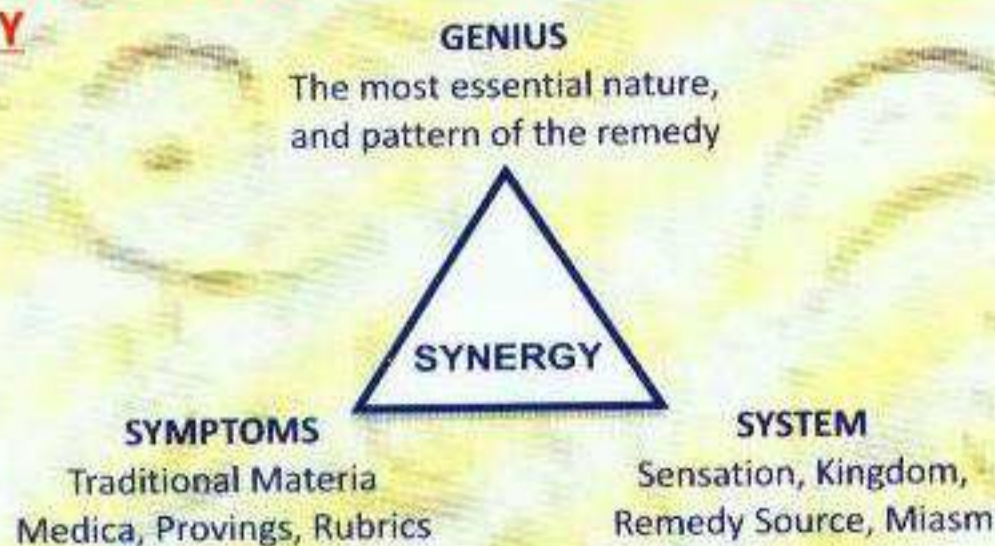 Y
GENIUS
The most essential nature,
and pattern of the remedy
SYNERGY
SYMPTOMS
Traditional Materia
Medica, Provings, Rubrics
SYSTEM
Sensation, Kingdom,
Remedy Source, Miasm